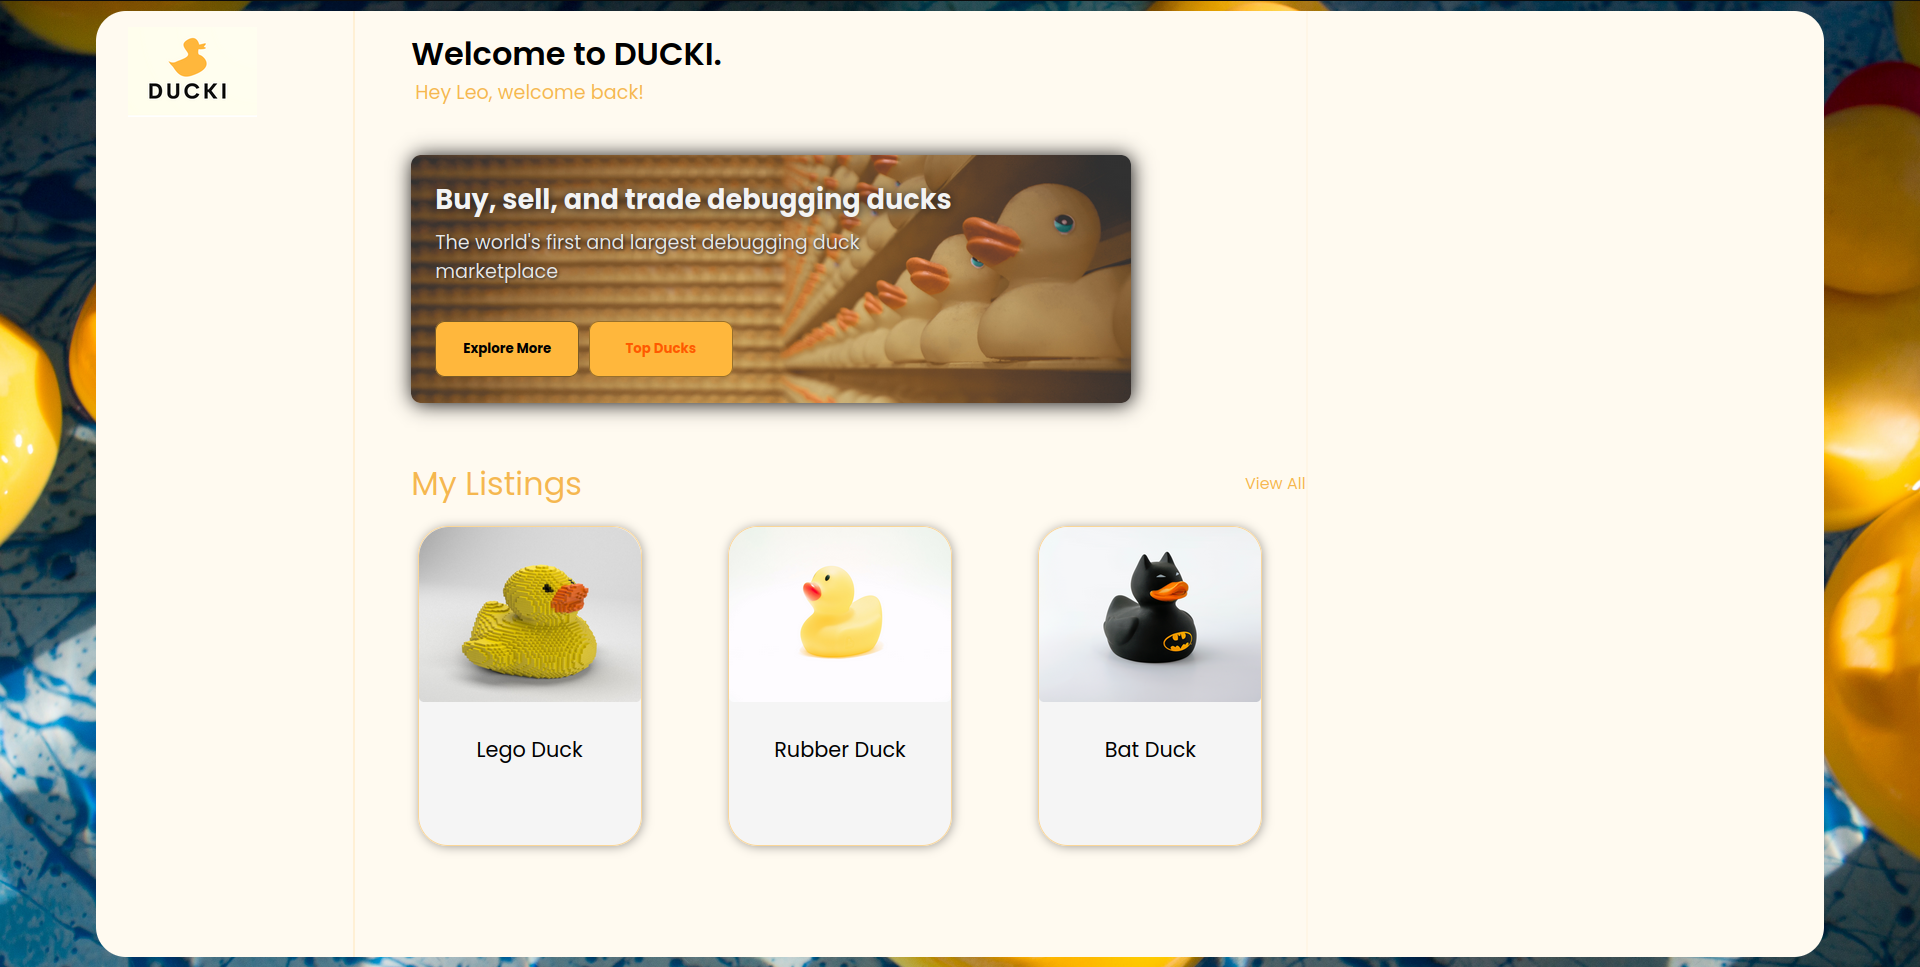 DUCKI
Welcome to DUCKI.
Hey Leo, welcome back!
Buy, sell, and trade debugging ducks
The world's first and largest debugging duck
marketplace
Explore More
Top Ducks
My Listings
View All
Lego Duck
Rubber Duck
Bat Duck